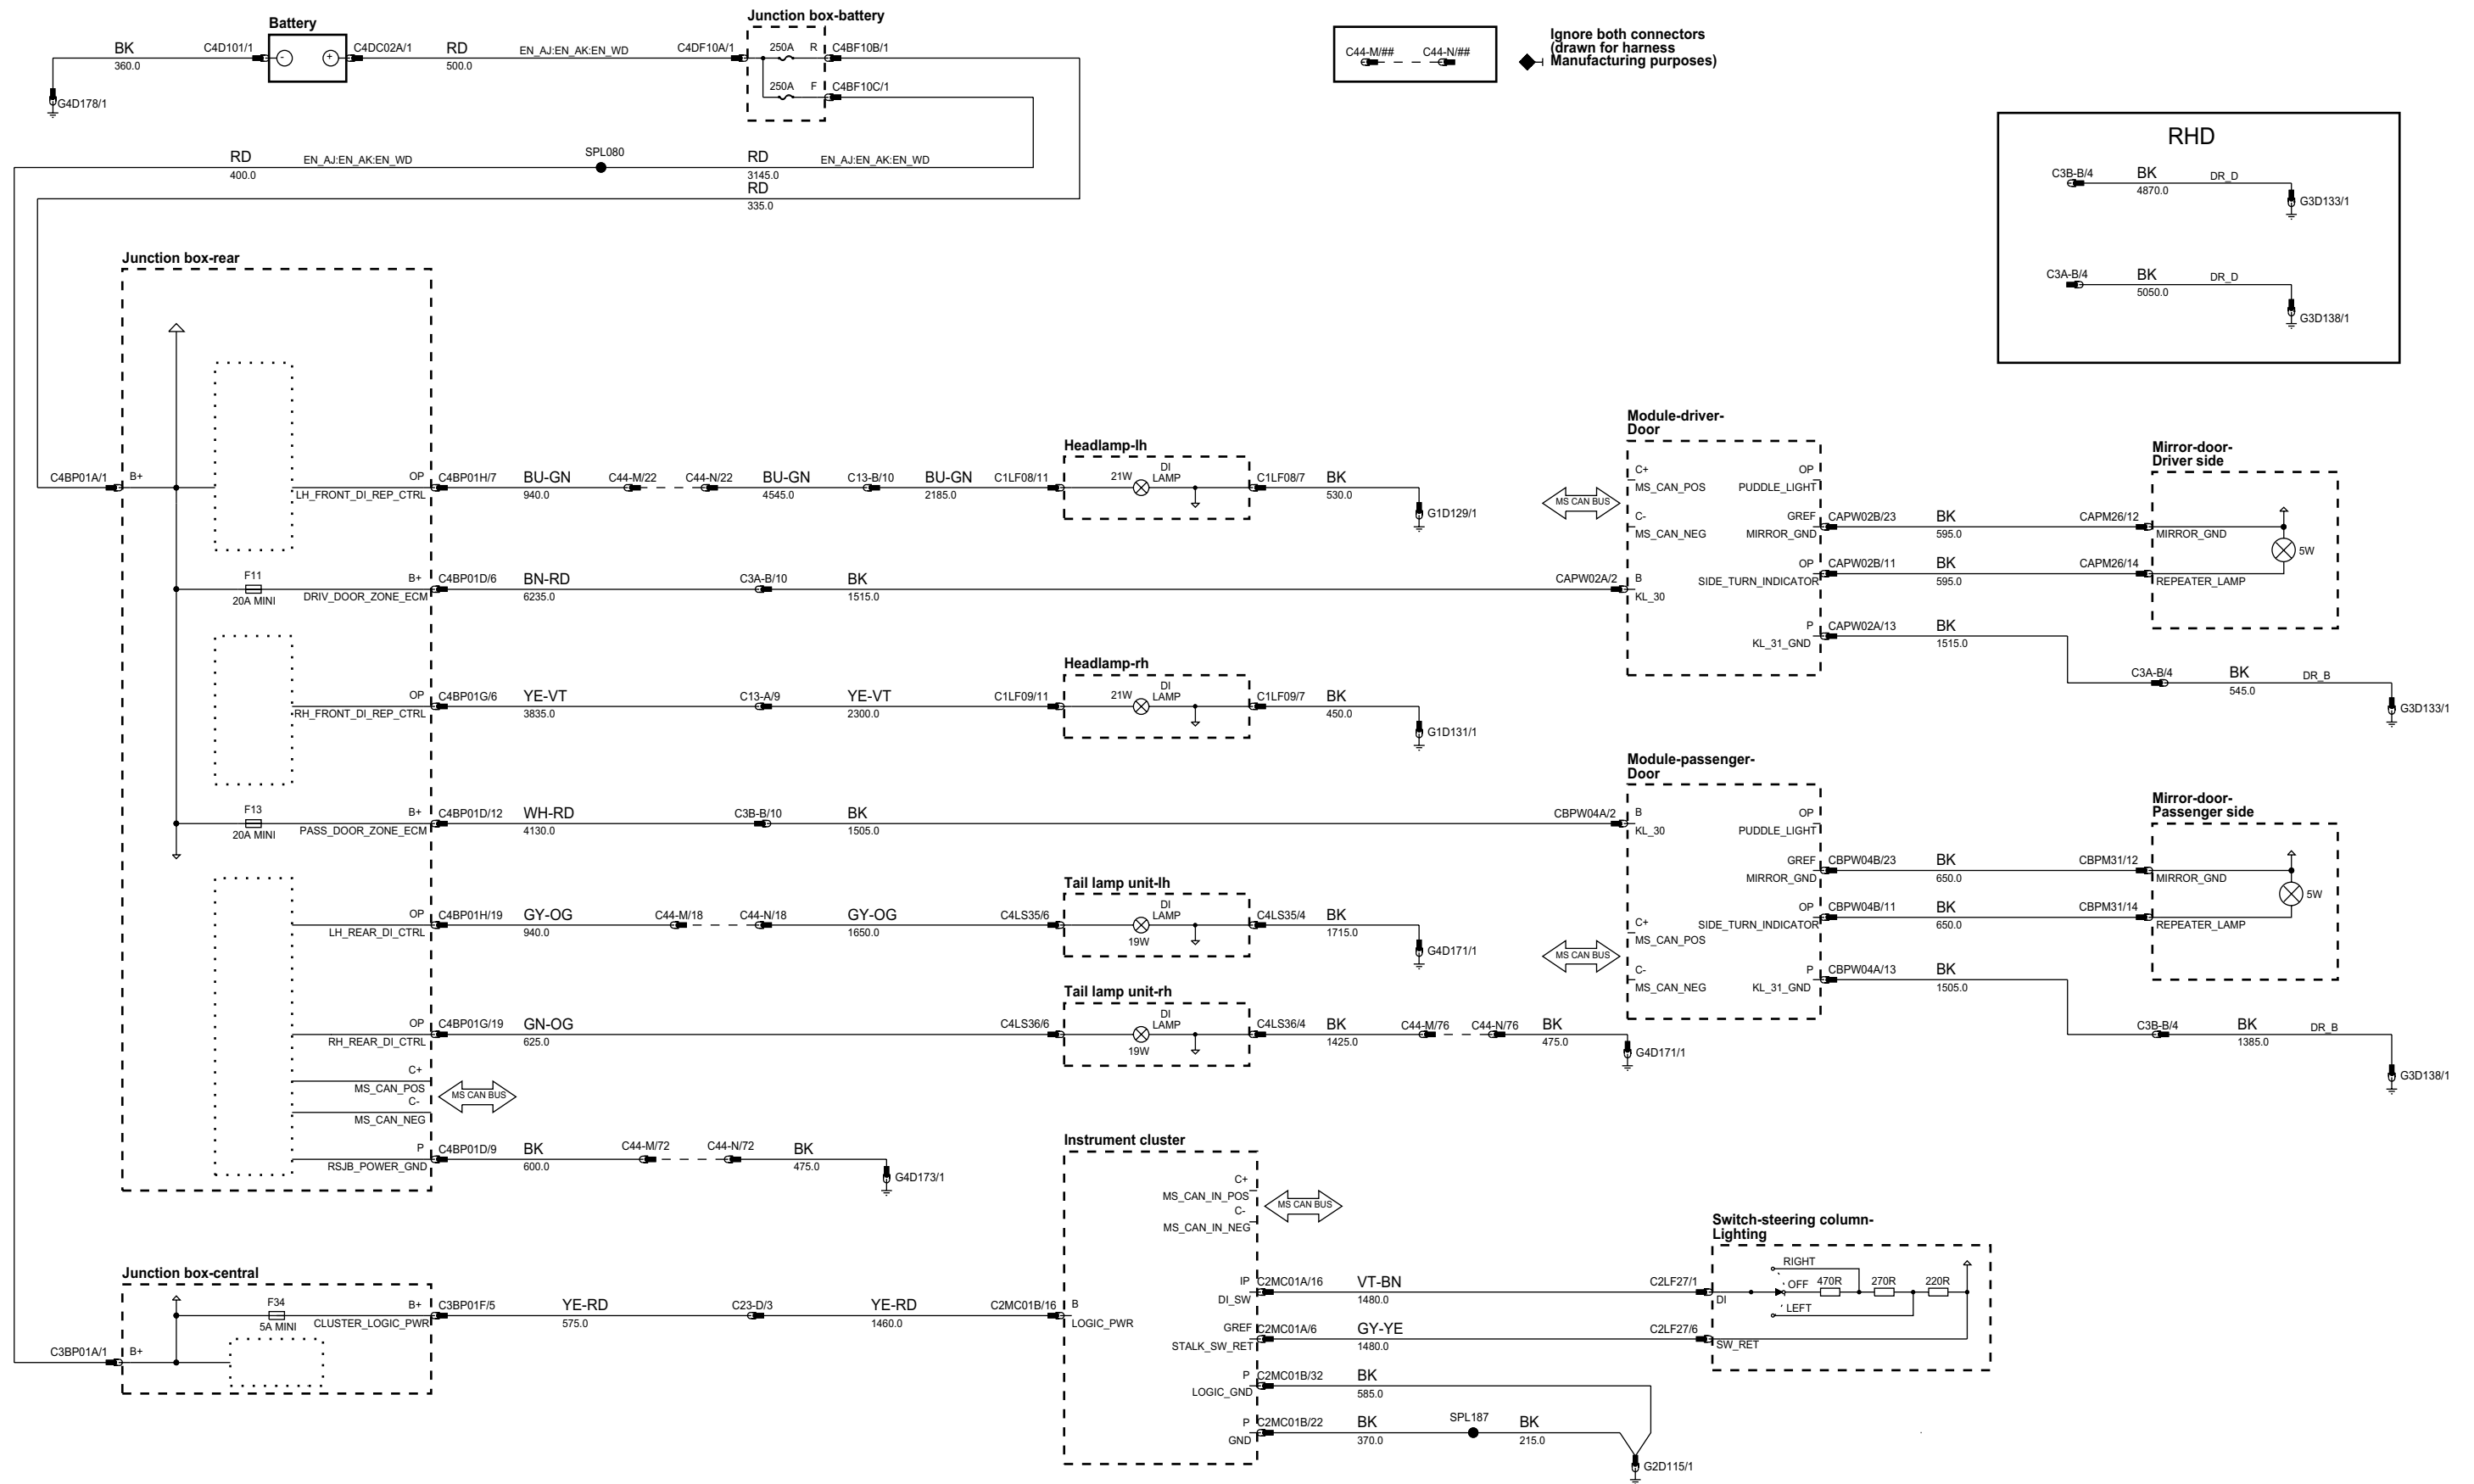 Battery
BK
360.0
C4D101/1
-
+
C4DC02A/1
RD
500.0
EN_AJ:EN_AK:EN_WD
G4D178/1
Junction box-battery
C4DF10A/1
250A R C4BF10B/1
250A F C4BF10C/1
RD
400.0
EN_AJ:EN_AK:EN_WD
SPL080
RD
3145.0
EN_AJ:EN_AK:EN_WD
RD
335.0
C44-M/## C44-N/##
Ignore both connectors
(drawn for harness
Manufacturing purposes)
RHD
C3B-B/4 BK DR_D
4870.0
G3D133/1
C3A-B/4 BK DR_D
5050.0
G3D138/1
Junction box-rear
C4BP01A/1 B+
OP C4BP01H/7 BU-GN C44-M/22 C44-N/22 BU-GN C13-B/10 BU-GN C1LF08/11
LH_FRONT_DI_REP_CTRL 940.0 4545.0 2185.0
Headlamp-lh
21W DI
LAMP
C1LF08/7 BK
530.0
G1D129/1
F11
20A MINI
B+ C4BP01D/6 BN-RD C3A-B/10 BK CAPW02A/2
DRIV_DOOR_ZONE_ECM 6235.0 1515.0
OP C4BP01G/6 YE-VT C13-A/9 YE-VT C1LF09/11
RH_FRONT_DI_REP_CTRL 3835.0 2300.0
Headlamp-rh
21W DI
LAMP
C1LF09/7 BK
450.0
G1D131/1
F13
20A MINI
B+ C4BP01D/12 WH-RD C3B-B/10 BK CBPW04A/2
PASS_DOOR_ZONE_ECM 4130.0 1505.0
OP C4BP01H/19 GY-OG C44-M/18 C44-N/18 GY-OG C4LS35/6
LH_REAR_DI_CTRL 940.0 1650.0
Tail lamp unit-lh
DI
LAMP
19W
C4LS35/4 BK
1715.0
G4D171/1
OP C4BP01G/19 GN-OG C4LS36/6
RH_REAR_DI_CTRL 625.0
Tail lamp unit-rh
DI
LAMP
19W
C4LS36/4 BK C44-M/76 C44-N/76 BK
1425.0 475.0
G4D171/1
C+
MS_CAN_POS
C-
MS_CAN_NEG
MS CAN BUS
P C4BP01D/9 BK C44-M/72 C44-N/72 BK
RSJB_POWER_GND 600.0 475.0
G4D173/1
Module-driver-
Door
MS CAN BUS
C+
MS_CAN_POS
C-
MS_CAN_NEG
B
KL_30
OP
PUDDLE_LIGHT
GREF CAPW02B/23 BK CAPM26/12
MIRROR_GND 595.0
OP CAPW02B/11 BK CAPM26/14
SIDE_TURN_INDICATOR 595.0
P CAPW02A/13 BK
KL_31_GND 1515.0
C3A-B/4 BK DR_B
545.0
G3D133/1
Mirror-door-
Driver side
MIRROR_GND
5W
REPEATER_LAMP
Module-passenger-
Door
B
KL_30
MS CAN BUS
C+
MS_CAN_POS
C-
MS_CAN_NEG
OP
PUDDLE_LIGHT
GREF CBPW04B/23 BK CBPM31/12
MIRROR_GND 650.0
OP CBPW04B/11 BK CBPM31/14
SIDE_TURN_INDICATOR 650.0
P CBPW04A/13 BK
KL_31_GND 1505.0
C3B-B/4 BK DR_B
1385.0
G3D138/1
Mirror-door-
Passenger side
MIRROR_GND
5W
REPEATER_LAMP
Junction box-central
F34
5A MINI
B+ C3BP01F/5 YE-RD C23-D/3 YE-RD C2MC01B/16
CLUSTER_LOGIC_PWR 575.0 1460.0
C3BP01A/1 B+
Instrument cluster
B
LOGIC_PWR
C+
MS_CAN_IN_POS
C-
MS_CAN_IN_NEG
MS CAN BUS
IP C2MC01A/16 VT-BN C2LF27/1
DI_SW 1480.0
GREF C2MC01A/6 GY-YE C2LF27/6
STALK_SW_RET 1480.0
P C2MC01B/32 BK
LOGIC_GND 585.0
P C2MC01B/22 BK SPL187 BK
GND 370.0 215.0
G2D115/1
Switch-steering column-
Lighting
RIGHT
OFF 470R 270R 220R
DI
LEFT
SW_RET